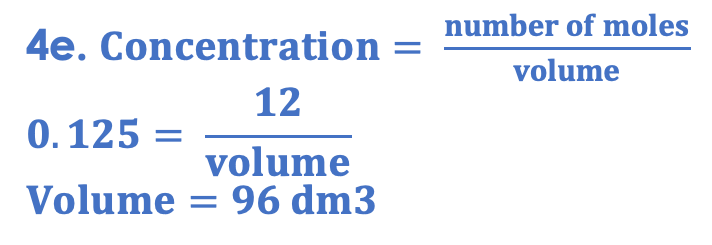 4e. Concentration = number of moles / volume
0.125 = 12 / volume
Volume = 96 dm3